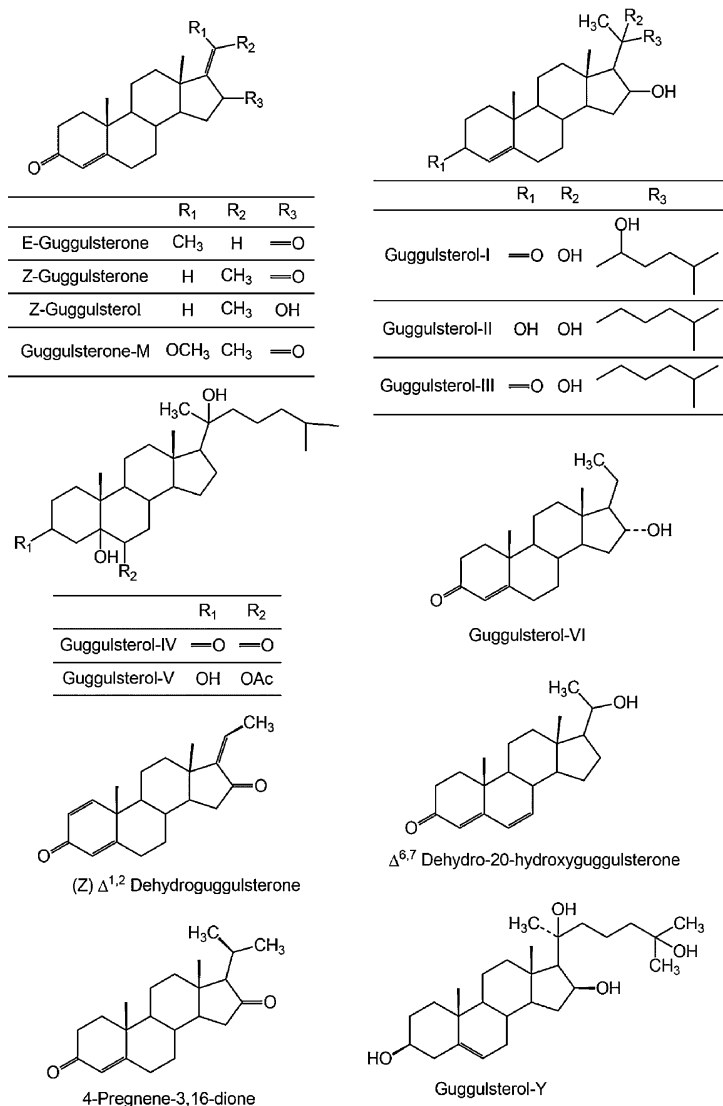 R1
R2
R3
O
R1 R2 R3
E-Guggulsterone CH3 H =O
Z-Guggulsterone H CH3 =O
Z-Guggulsterol H CH3 OH
Guggulsterone-M OCH3 CH3 =O
R2
H3C R3
OH
R1
R1 R2 R3
OH
Guggulsterol-I =O OH
Guggulsterol-II OH OH
Guggulsterol-III =O OH
OH
H3C
R1
OH
R2
R1 R2
Guggulsterol-IV =O =O
Guggulsterol-V OH OAc
H3C
OH
O
Guggulsterol-VI
CH3
O
O
(Z) Δ1,2 Dehydroguggulsterone
H3C
OH
O
Δ6,7 Dehydro-20-hydroxyguggulsterone
H3C
CH3
O
O
4-Pregnene-3,16-dione
OH
H3C
CH3
OH
CH3
OH
HO
Guggulsterol-Y